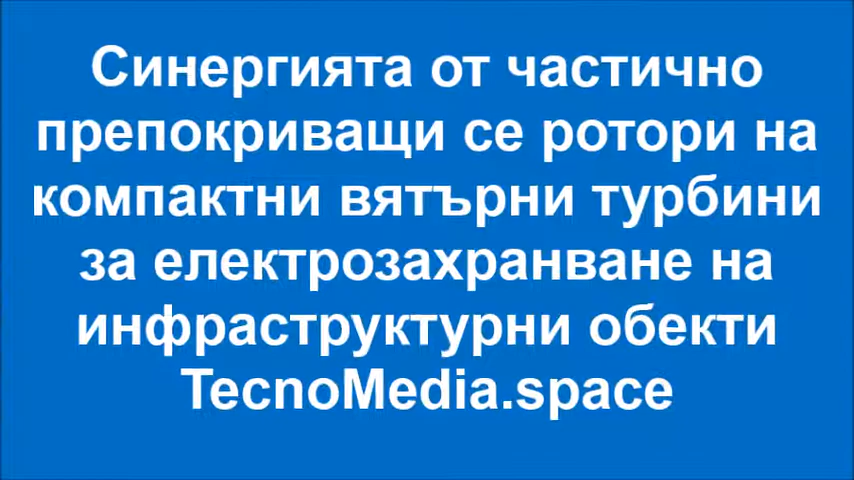 Синергията от частично
препокриващи се ротори на
компактни вятърни турбини
за електрозахранване на
инфраструктурни обекти
TecnoMedia.space